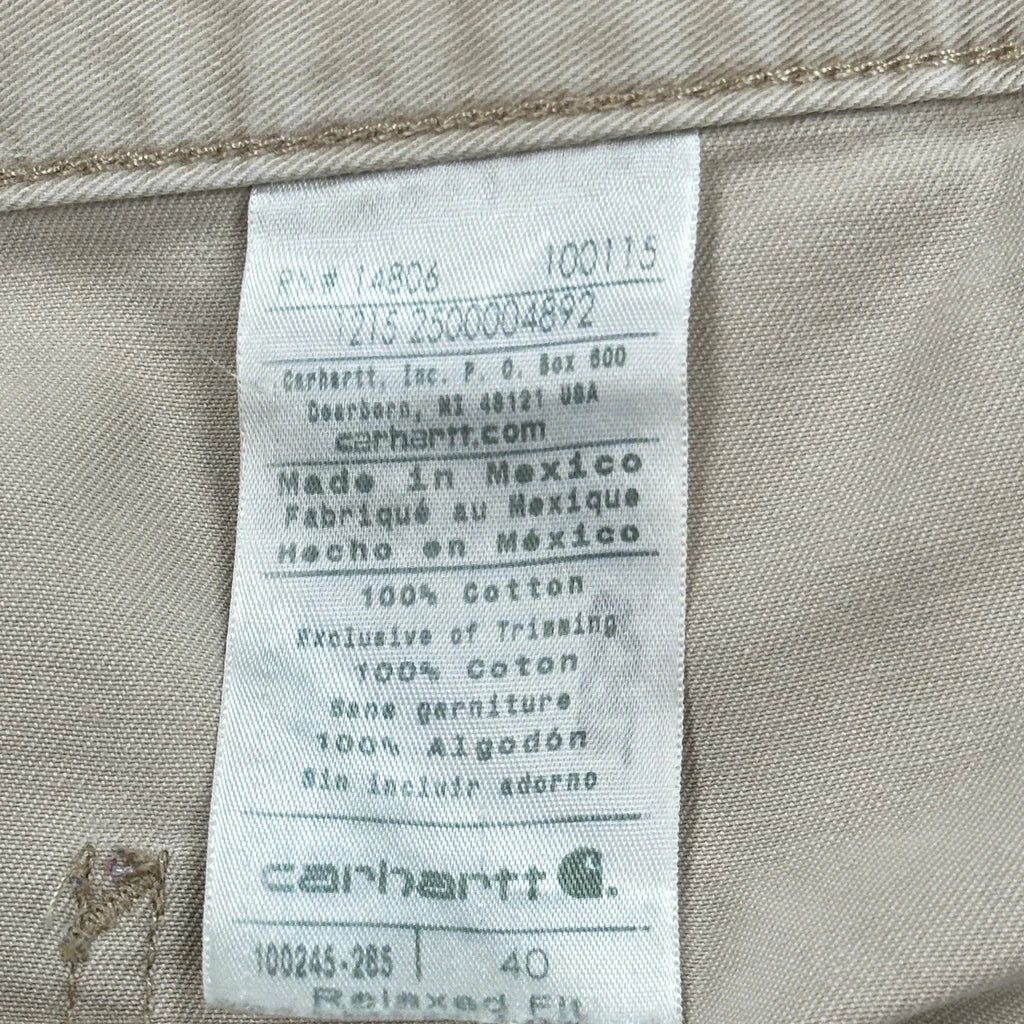 RN# 14806 100115
1215 2500004892
Carhartt, Inc. P. O. Box 600
Dearborn, MI 48121 USA
carhartt.com
Made in Mexico
Fabriqué au Mexique
Hecho en México
100% Cotton
Exclusive of Trimming
100% Coton
Sans garniture
100% Algodón
Sin incluir adorno
carhartt
100245-285 40
Relaxed Fit